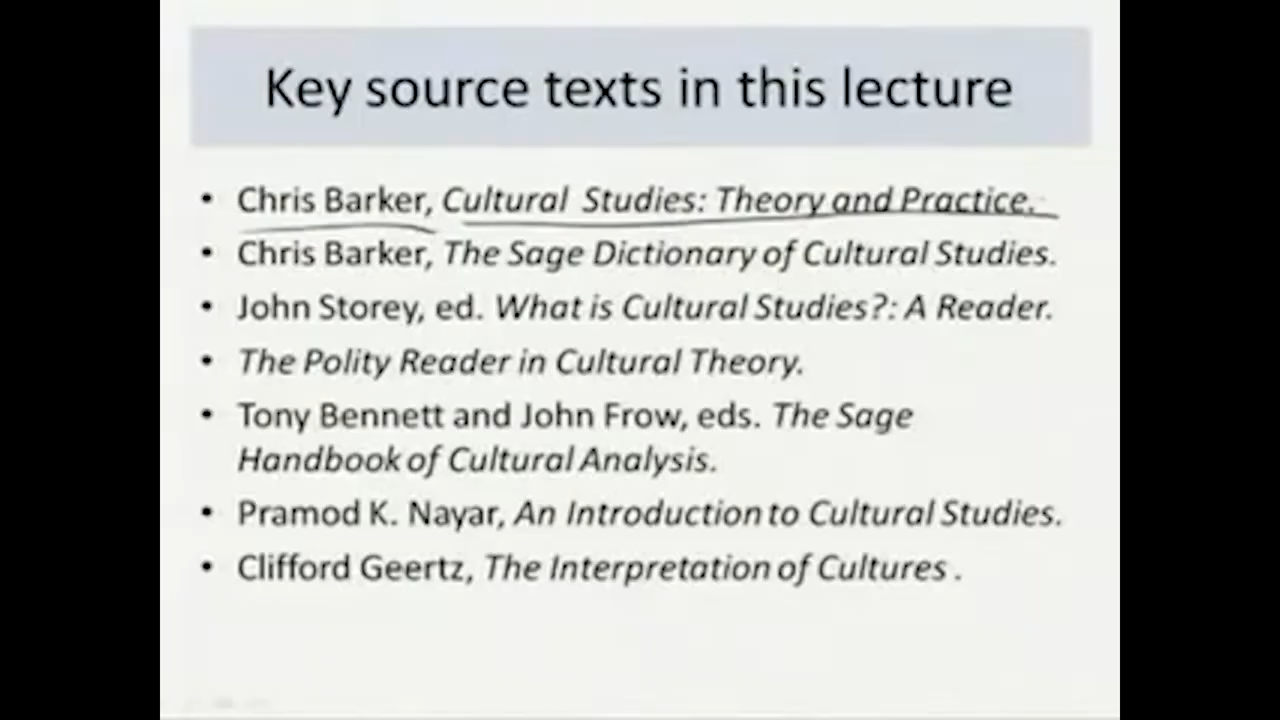 Key source texts in this lecture
• Chris Barker, Cultural Studies: Theory and Practice.
• Chris Barker, The Sage Dictionary of Cultural Studies.
• John Storey, ed. What is Cultural Studies?: A Reader.
• The Polity Reader in Cultural Theory.
• Tony Bennett and John Frow, eds. The Sage
Handbook of Cultural Analysis.
• Pramod K. Nayar, An Introduction to Cultural Studies.
• Clifford Geertz, The Interpretation of Cultures .